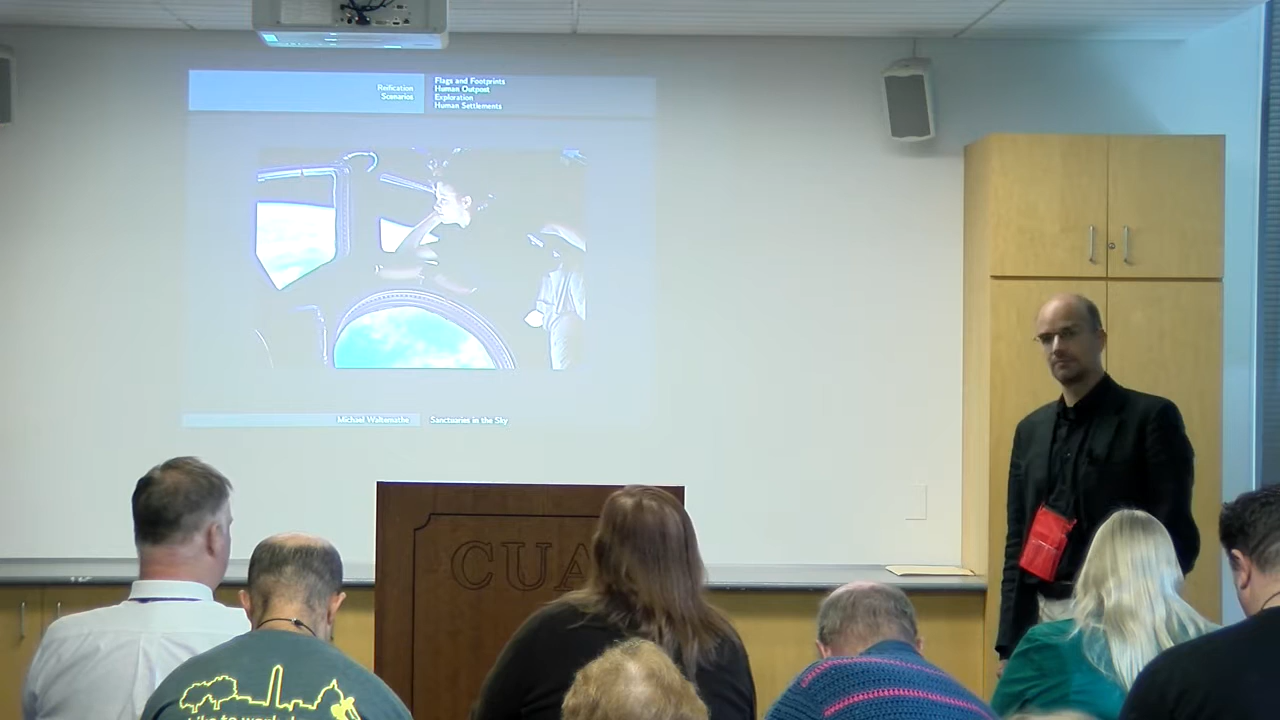 Reification
Scenarios
Flags and Footprints
Human Outpost
Exploration
Human Settlements
Michael Waltemathe
Sanctuaries in the Sky
CUA